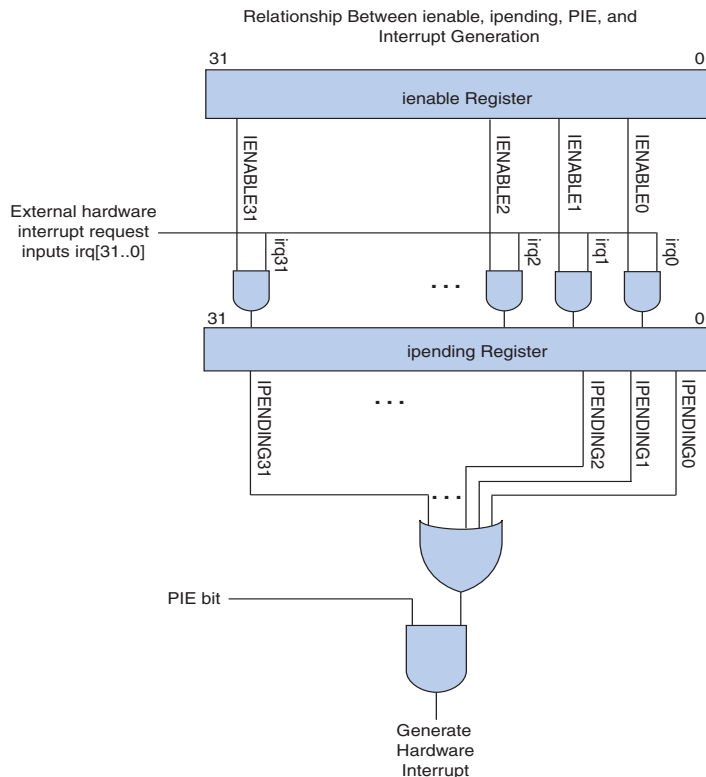 Relationship Between ienable, ipending, PIE, and
Interrupt Generation
31
0
ienable Register
IENABLE31
IENABLE2
IENABLE1
IENABLE0
External hardware
interrupt request
inputs irq[31..0]
irq31
irq2
irq1
irq0
. . .
31
0
ipending Register
IPENDING31
. . .
IPENDING2
IPENDING1
IPENDING0
. . .
PIE bit
Generate
Hardware
Interrupt